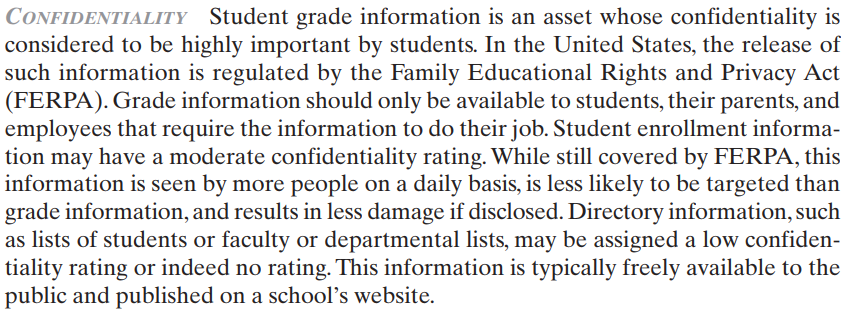 CONFIDENTIALITY Student grade information is an asset whose confidentiality is
considered to be highly important by students. In the United States, the release of
such information is regulated by the Family Educational Rights and Privacy Act
(FERPA). Grade information should only be available to students, their parents, and
employees that require the information to do their job. Student enrollment informa-
tion may have a moderate confidentiality rating. While still covered by FERPA, this
information is seen by more people on a daily basis, is less likely to be targeted than
grade information, and results in less damage if disclosed. Directory information, such
as lists of students or faculty or departmental lists, may be assigned a low confiden-
tiality rating or indeed no rating. This information is typically freely available to the
public and published on a school's website.